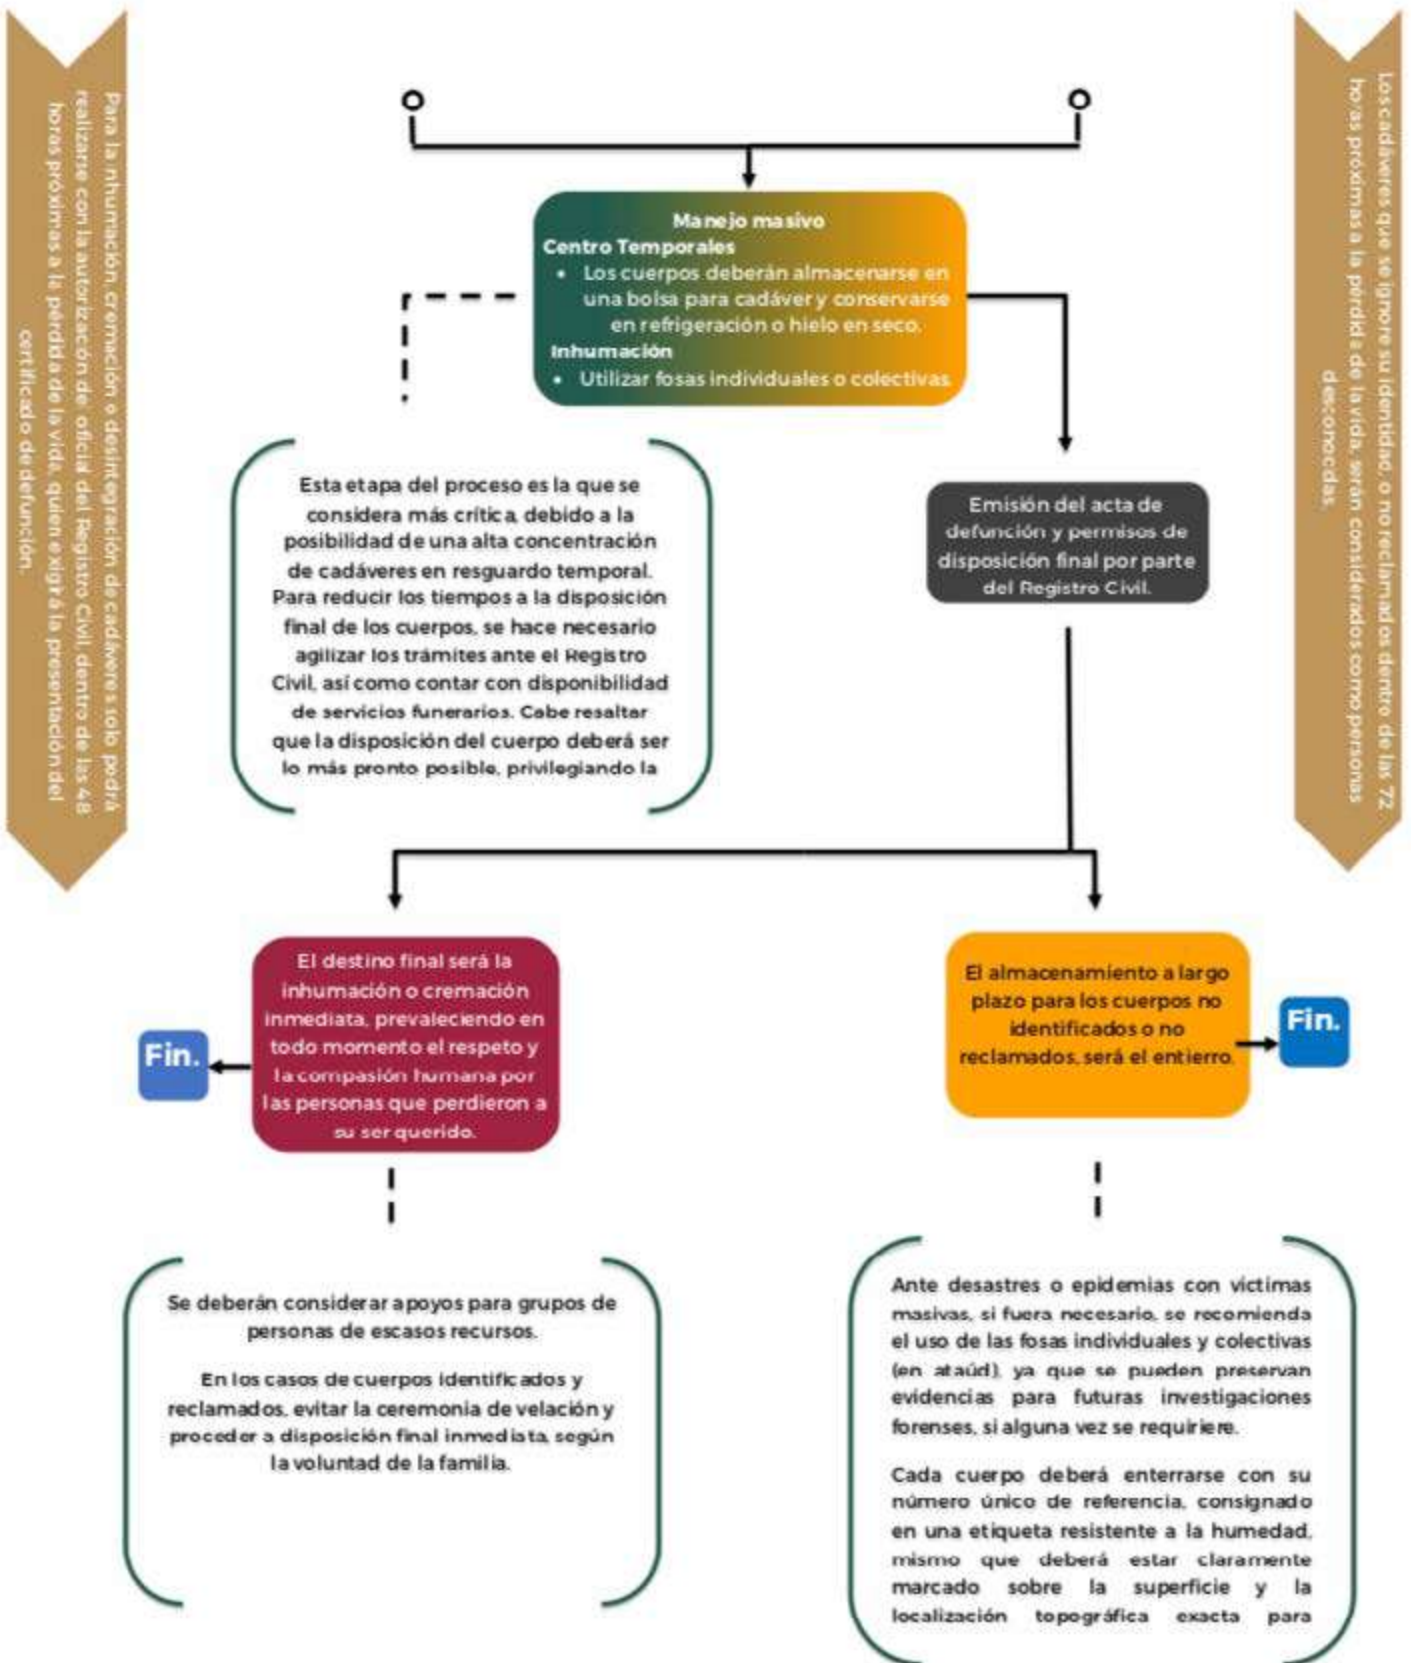 Para la inhumación, cremación o desintegración de cadáveres solo podrá
realizarse con la autorización de oficial del Registro Civil, dentro de las 48
horas próximas a la pérdida de la vida, quien exigirá la presentación del
certificado de defunción.
Los cadáveres que se ignore su identidad, o no reclamados dentro de las 72
horas próximas a la pérdida de la vida, serán considerados como personas
desconocidas.
Manejo masivo
Centro Temporales
• Los cuerpos deberán almacenarse en
una bolsa para cadáver y conservarse
en refrigeración o hielo en seco.
Inhumación
• Utilizar fosas individuales o colectivas.
Esta etapa del proceso es la que se
considera más crítica, debido a la
posibilidad de una alta concentración
de cadáveres en resguardo temporal.
Para reducir los tiempos a la disposición
final de los cuerpos, se hace necesario
agilizar los trámites ante el Registro
Civil, así como contar con disponibilidad
de servicios funerarios. Cabe resaltar
que la disposición del cuerpo deberá ser
lo más pronto posible, privilegiando la
Emisión del acta de
defunción y permisos de
disposición final por parte
del Registro Civil.
El destino final será la
inhumación o cremación
inmediata, prevaleciendo en
todo momento el respeto y
la compasión humana por
las personas que perdieron a
su ser querido.
Fin.
El almacenamiento a largo
plazo para los cuerpos no
identificados o no
reclamados, será el entierro.
Fin.
Se deberán considerar apoyos para grupos de
personas de escasos recursos.
En los casos de cuerpos identificados y
reclamados, evitar la ceremonia de velación y
proceder a disposición final inmediata, según
la voluntad de la familia.
Ante desastres o epidemias con víctimas
masivas, si fuera necesario, se recomienda
el uso de las fosas individuales y colectivas
(en ataúd), ya que se pueden preservan
evidencias para futuras investigaciones
forenses, si alguna vez se requiriere.
Cada cuerpo deberá enterrarse con su
número único de referencia, consignado
en una etiqueta resistente a la humedad,
mismo que deberá estar claramente
marcado sobre la superficie y la
localización topográfica exacta para